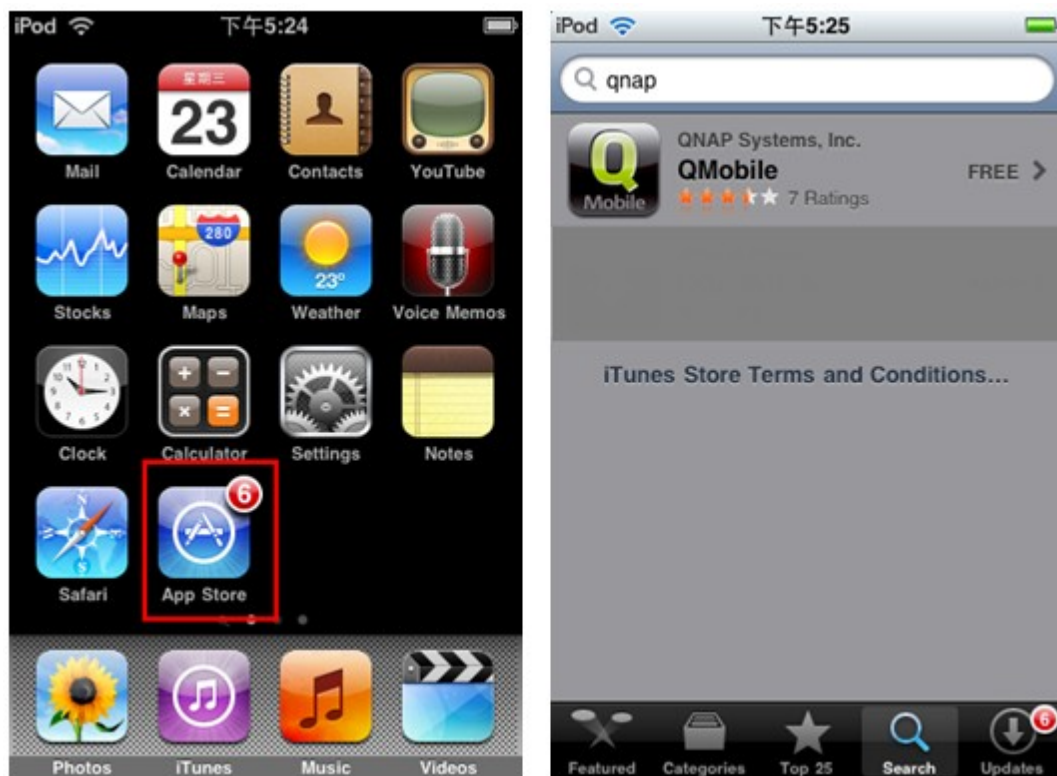 iPod 下午5:24
星期三
23
Mail Calendar Contacts YouTube
280
23°
Stocks Maps Weather Voice Memos
Clock Calculator Settings Notes
6
Safari App Store
Photos iTunes Music Videos
iPod 下午5:25
qnap
QNAP Systems, Inc.
QMobile
FREE
7 Ratings
Q
Mobile
iTunes Store Terms and Conditions...
6
Featured Categories Top 25 Search Updates